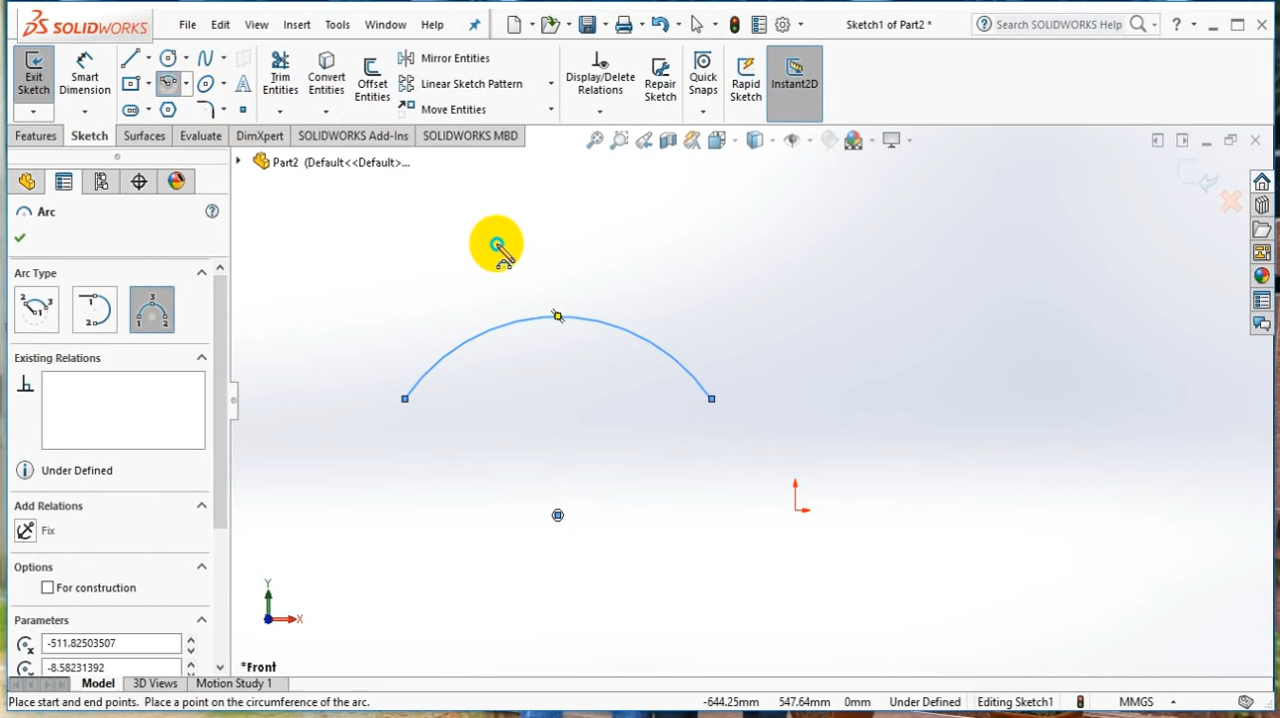 SOLIDWORKS File Edit View Insert Tools Window Help Sketch1 of Part2 * Search SOLIDWORKS Help ?
Exit Sketch
Smart Dimension
Trim Entities
Convert Entities
Offset Entities
Mirror Entities
Linear Sketch Pattern
Move Entities
Display/Delete Relations
Repair Sketch
Quick Snaps
Rapid Sketch
Instant2D
Features Sketch Surfaces Evaluate DimXpert SOLIDWORKS Add-Ins SOLIDWORKS MBD
Part2 (Default<<Default>...
Arc
Arc Type
Existing Relations
Under Defined
Add Relations
Fix
Options
For construction
Parameters
-511.82503507
-8.58231392
Y
X
*Front
Model 3D Views Motion Study 1
Place start and end points. Place a point on the circumference of the arc. -644.25mm 547.64mm 0mm Under Defined Editing Sketch1 MMGS